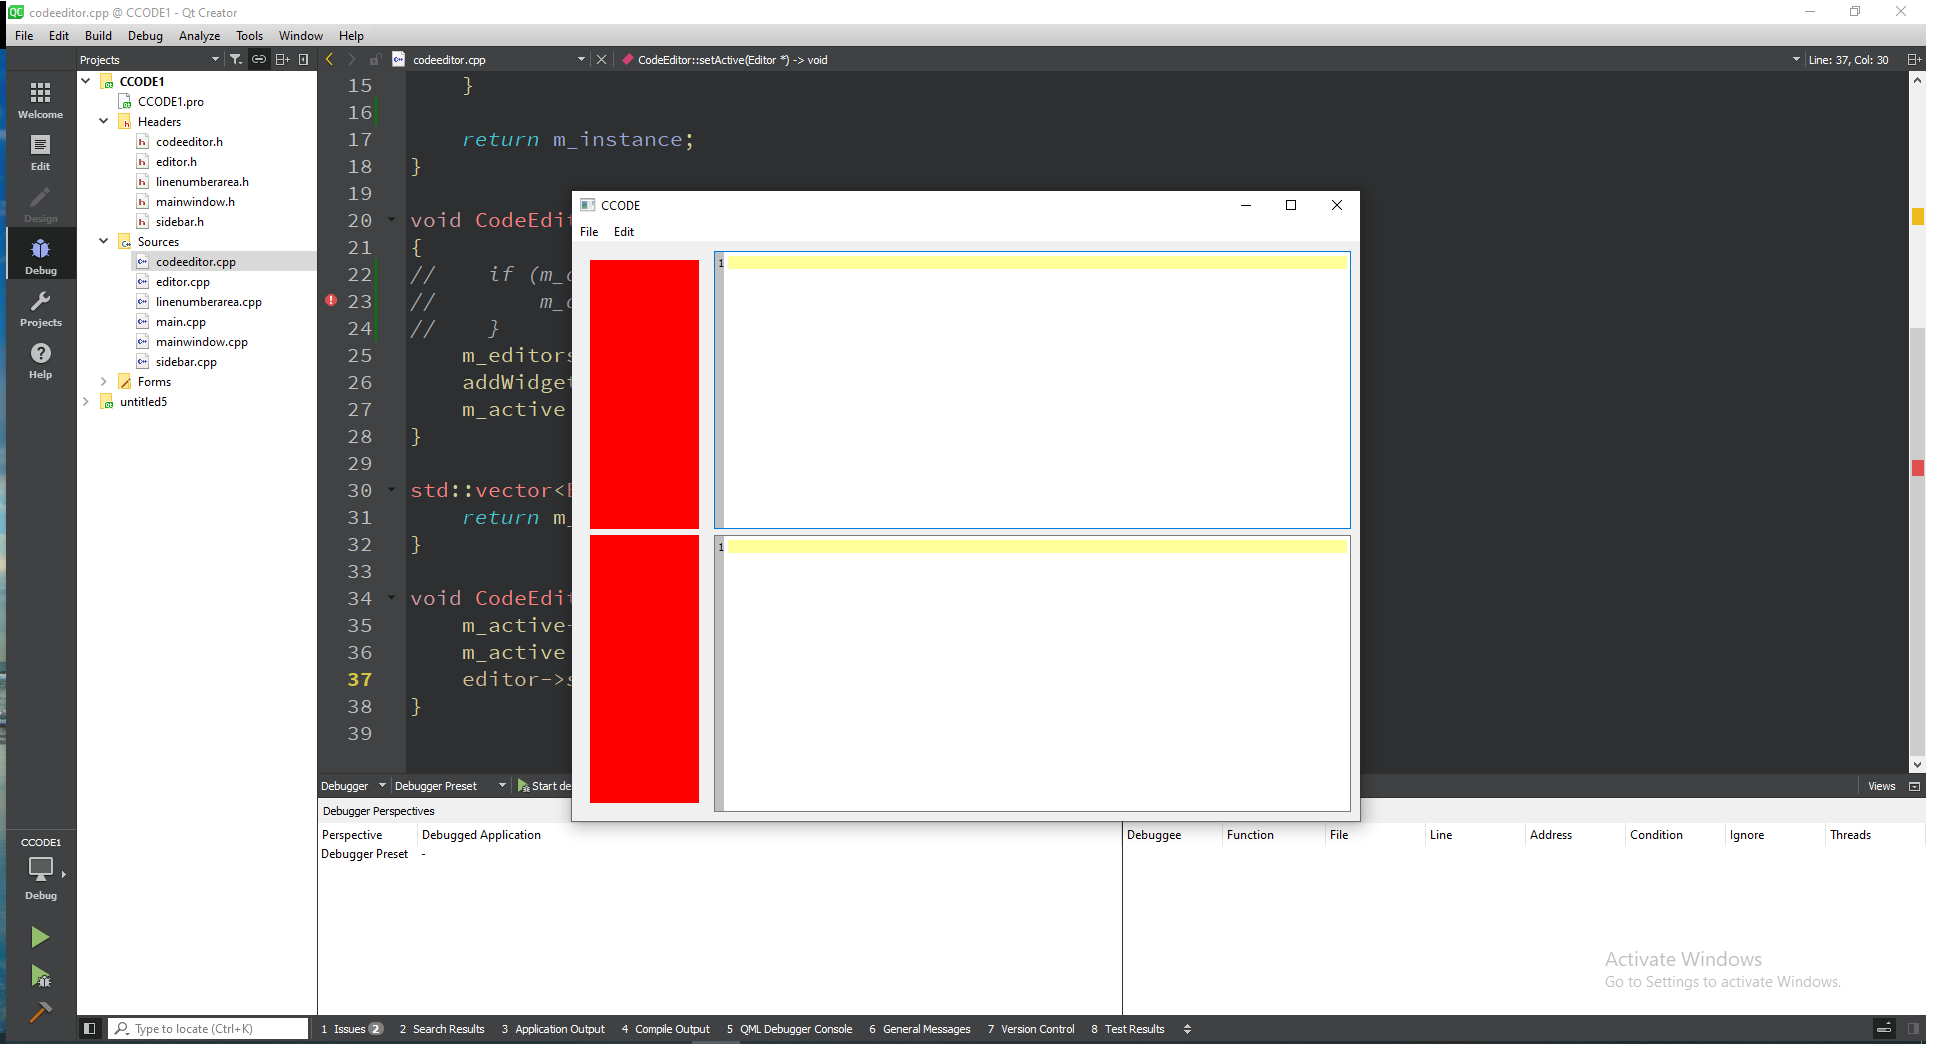 codeeditor.cpp @ CCODE1 - Qt Creator
File Edit Build Debug Analyze Tools Window Help
Projects
codeeditor.cpp
CodeEditor::setActive(Editor *) -> void
Line: 37, Col: 30
Welcome
Edit
Design
Debug
Projects
Help
CCODE1
CCODE1.pro
Headers
codeeditor.h
editor.h
linenumberarea.h
mainwindow.h
sidebar.h
Sources
codeeditor.cpp
editor.cpp
linenumberarea.cpp
main.cpp
mainwindow.cpp
sidebar.cpp
Forms
untitled5
15 }
16
17 return m_instance;
18 }
19
20 void CodeEdi
21 {
22 // if (m_
23 // m_
24 // }
25 m_editors
26 addWidge
27 m_active
28 }
29
30 std::vector<
31 return m_
32 }
33
34 void CodeEdi
35 m_active-
36 m_active
37 editor->
38 }
39
CCODE
File Edit
1
1
Debugger
Debugger Preset
Start de
Views
Debugger Perspectives
Perspective Debugged Application
Debugger Preset -
Debuggee Function File Line Address Condition Ignore Threads
CCODE1
Debug
Activate Windows
Go to Settings to activate Windows.
Type to locate (Ctrl+K)
1 Issues 2 2 Search Results 3 Application Output 4 Compile Output 5 QML Debugger Console 6 General Messages 7 Version Control 8 Test Results